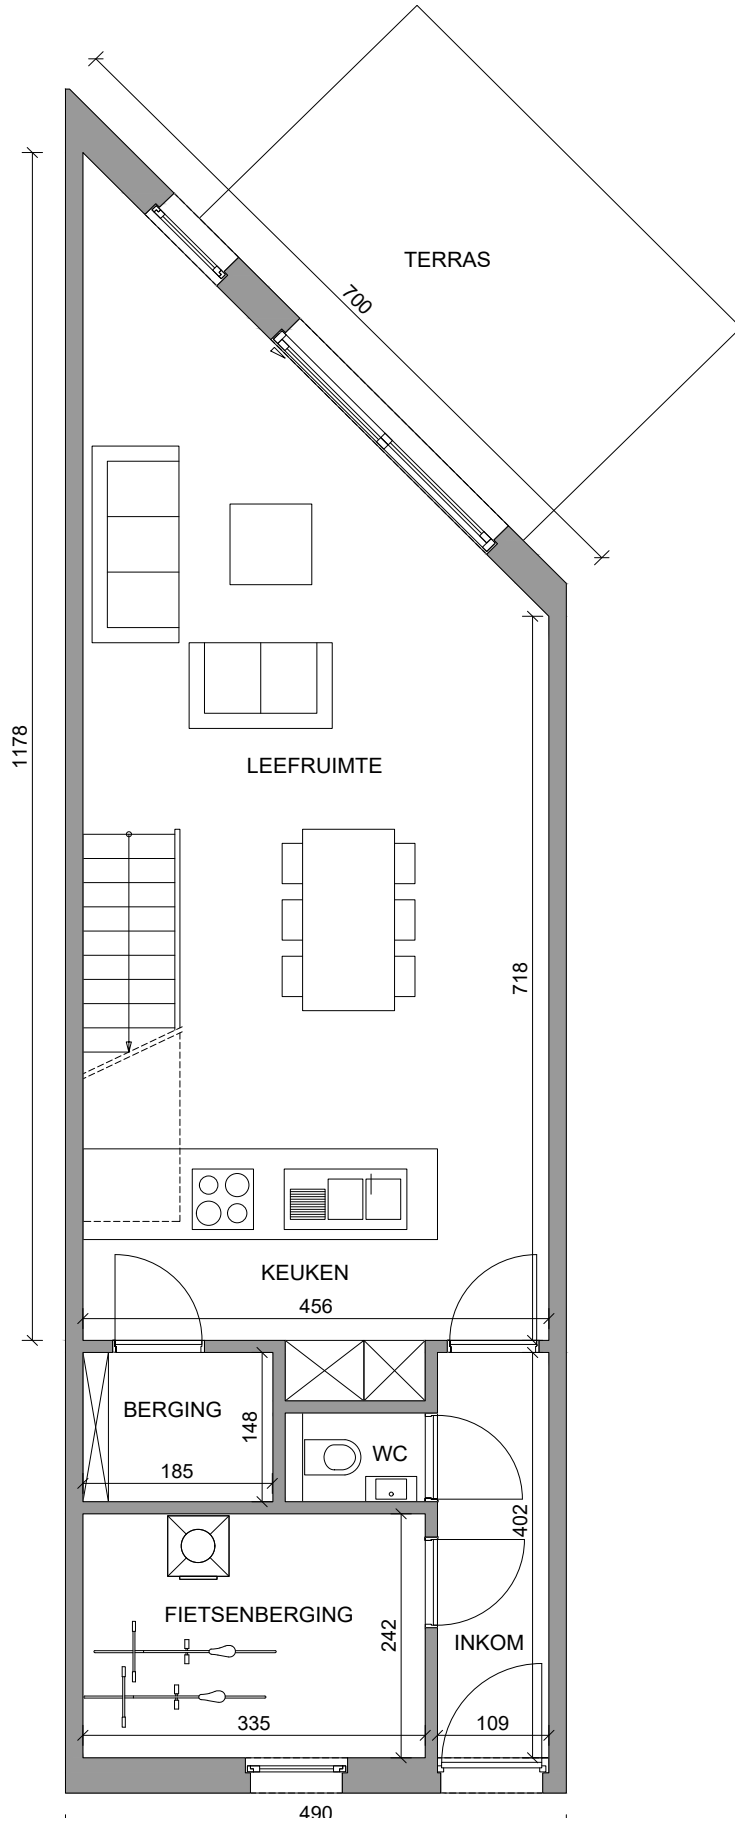 TERRAS
700
1178
LEEFRUIMTE
718
KEUKEN
456
BERGING
148
185
WC
402
FIETSENBERGING
242
INKOM
335
109
490